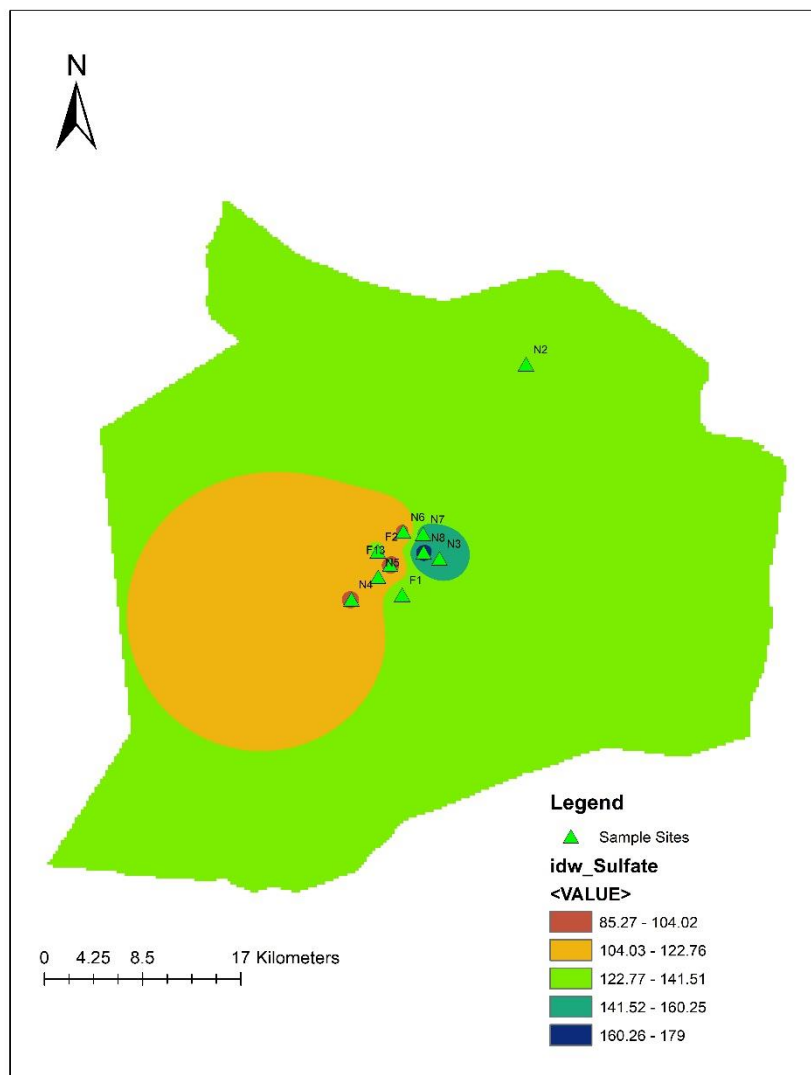 N
N2
N6
N7
F2
N8
F13
N3
N5
N4
F1
Legend
Sample Sites
idw_Sulfate
<VALUE>
85.27 - 104.02
104.03 - 122.76
122.77 - 141.51
141.52 - 160.25
160.26 - 179
0 4.25 8.5 17 Kilometers